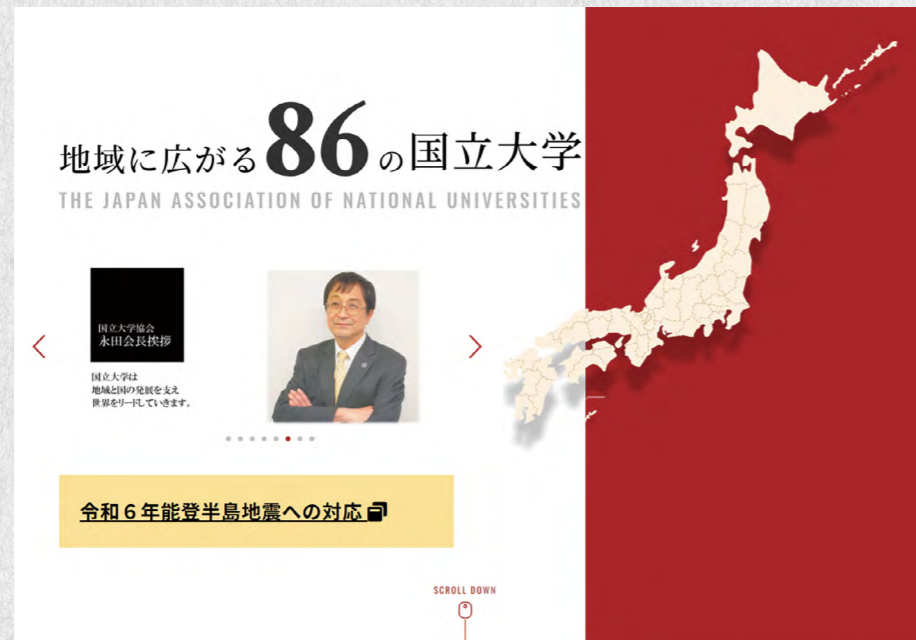 地域に広がる86の国立大学
THE JAPAN ASSOCIATION OF NATIONAL UNIVERSITIES
国立大学協会
永田会長挨拶
国立大学は
地域と国の発展を支え
世界をリードしていきます。
令和6年能登半島地震への対応
SCROLL DOWN